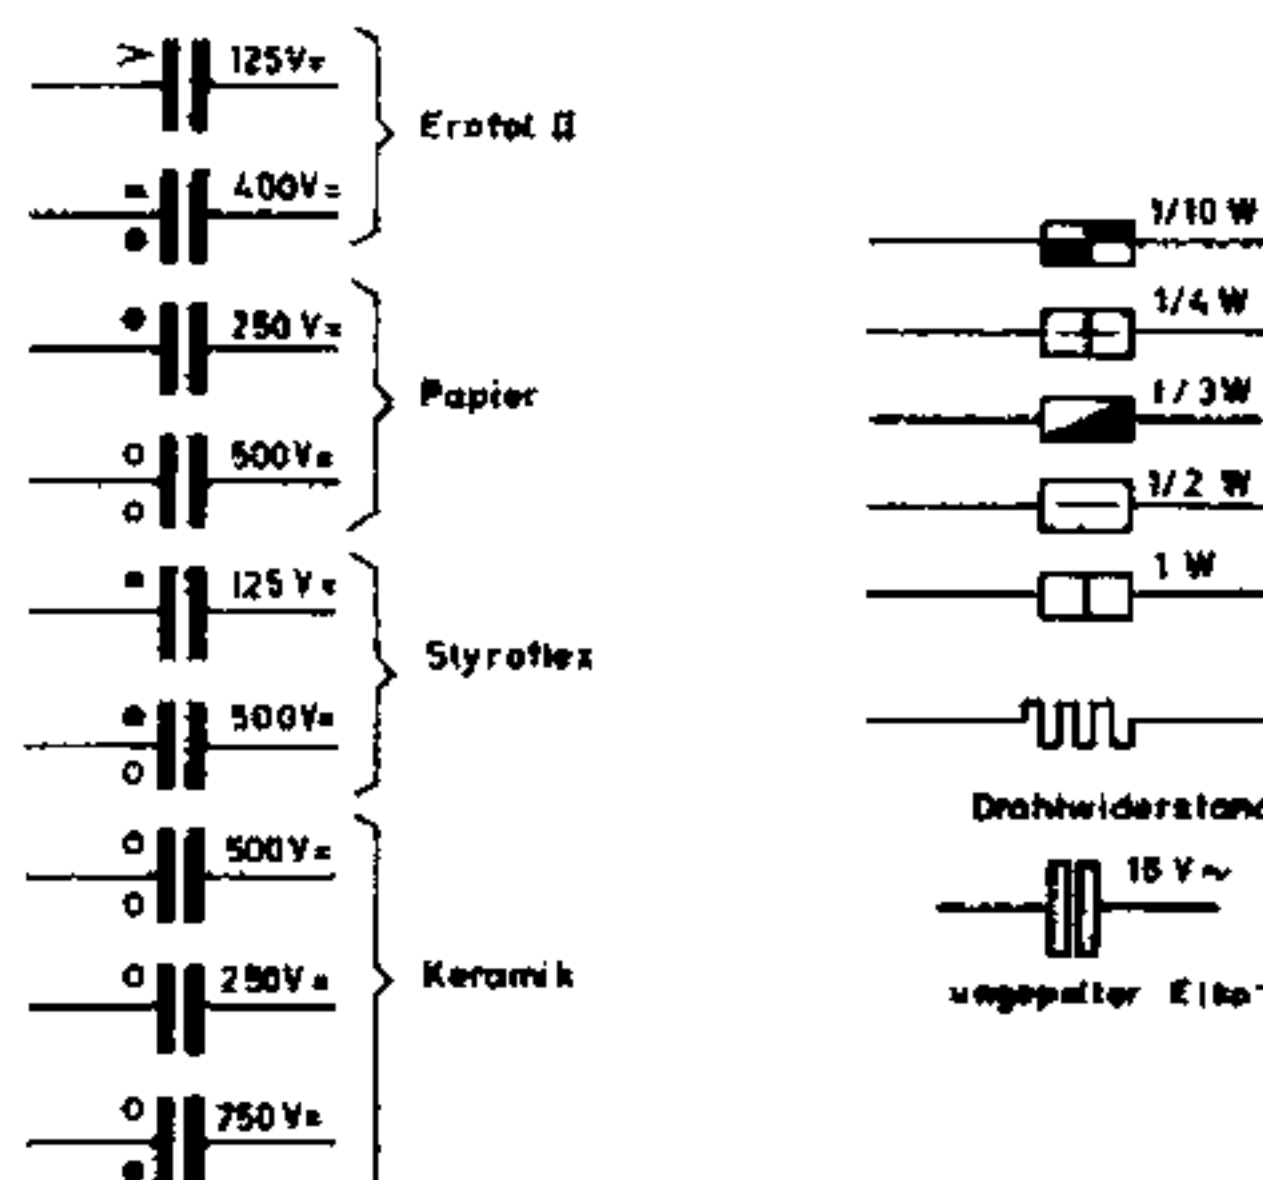 125V=
Erofol II
400V=
250 V=
Papier
500V=
125 V=
Styroflex
500V=
500V=
250V=
Keramik
750V=
1/10 W
1/4 W
1/3W
1/2 W
1 W
Drahtwiderstand
15 V~
ungepolter Elko